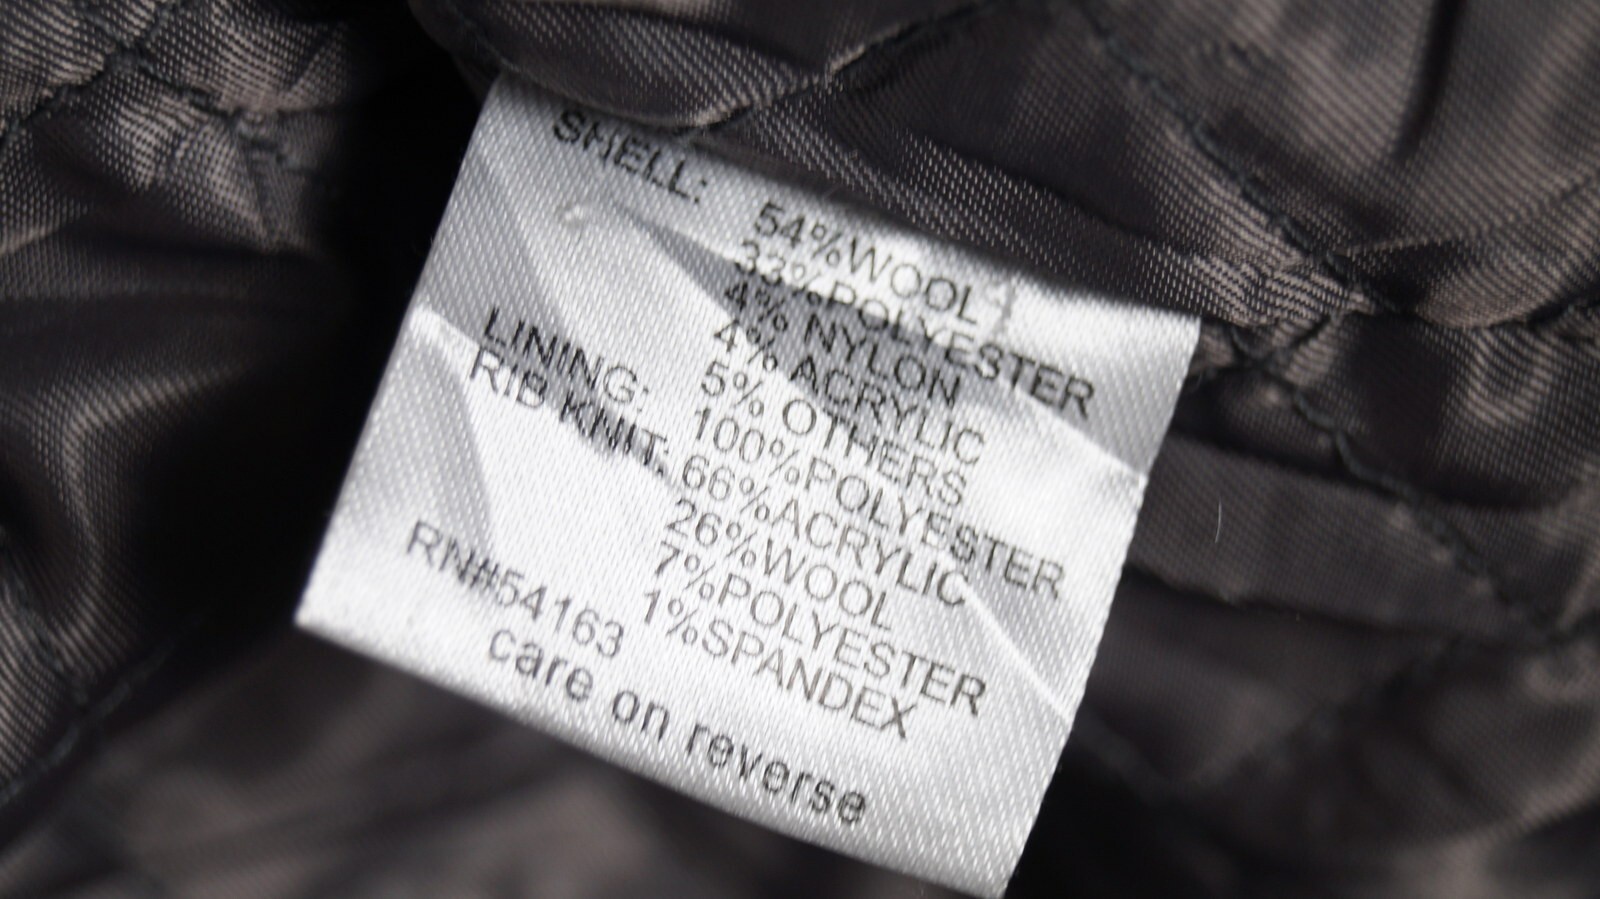 SHELL: 54%WOOL
33%POLYESTER
4% NYLON
4% ACRYLIC
5% OTHERS
LINING: 100%POLYESTER
RIB KNIT: 66%ACRYLIC
26%WOOL
7%POLYESTER
1%SPANDEX
RN#54163
care on reverse